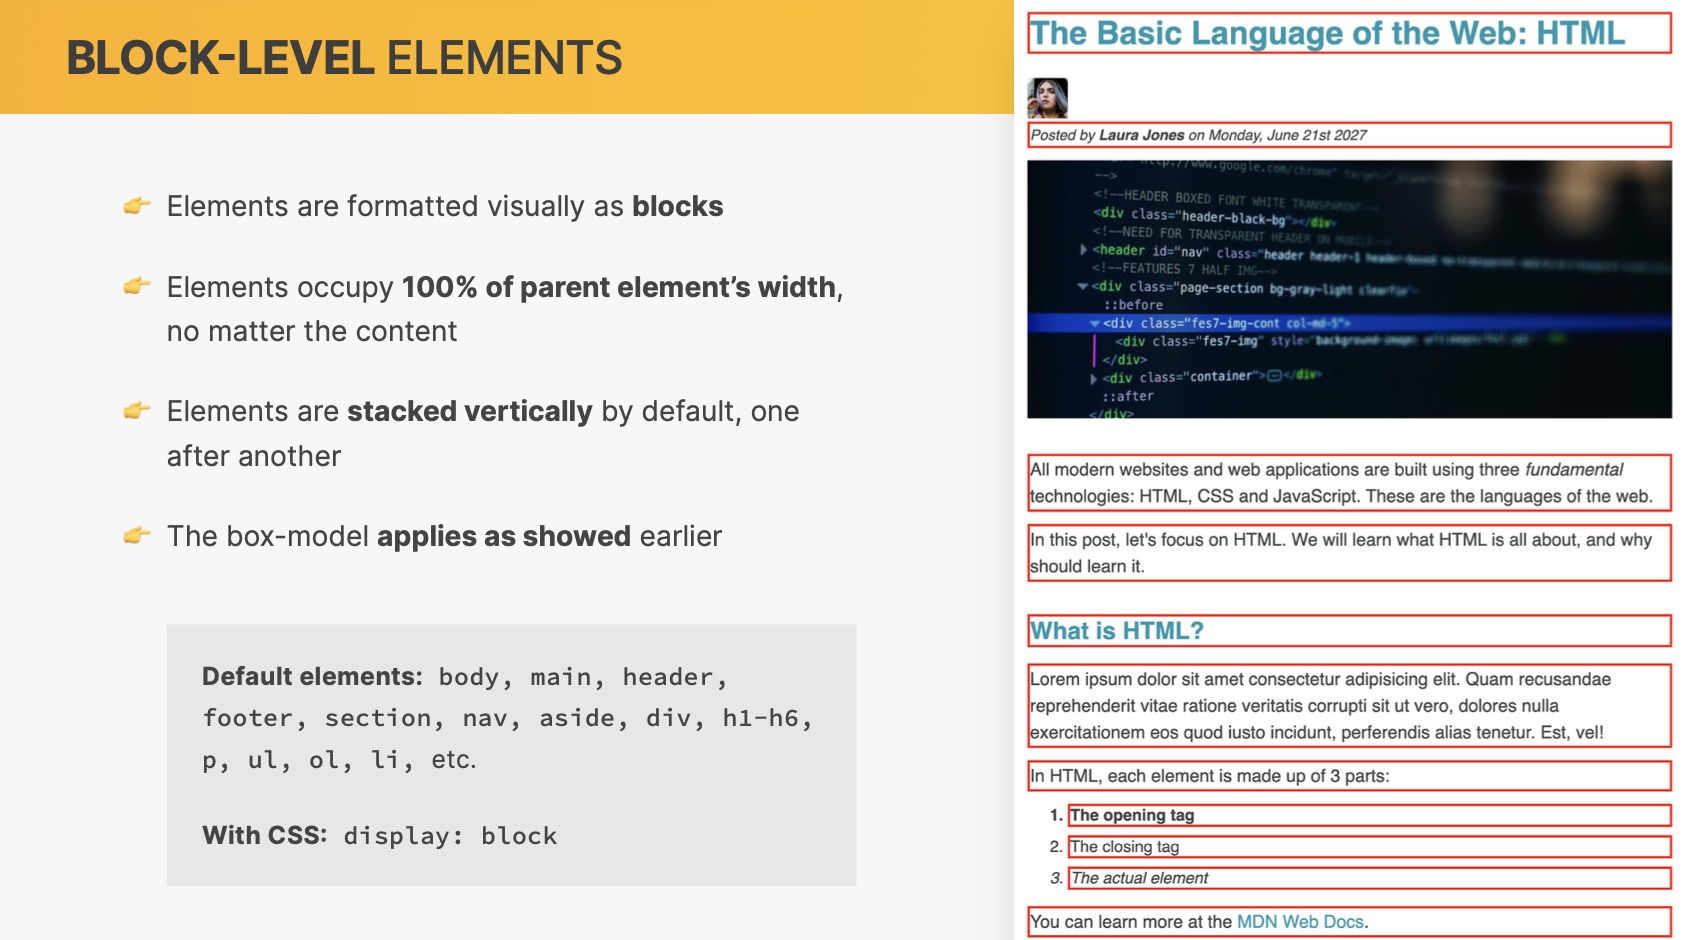 BLOCK-LEVEL ELEMENTS
Elements are formatted visually as blocks
Elements occupy 100% of parent element’s width,
no matter the content
Elements are stacked vertically by default, one
after another
The box-model applies as showed earlier
Default elements: body, main, header,
footer, section, nav, aside, div, h1-h6,
p, ul, ol, li, etc.
With CSS: display: block
The Basic Language of the Web: HTML
Posted by Laura Jones on Monday, June 21st 2027
http://www.google.com/chrome"
-->
<!--HEADER BOXED FONT WHITE TRANSPARENT-->
<div class="header-black-bg"></div>
<!--NEED FOR TRANSPARENT HEADER ON MOBILE-->
<header id="nav" class="header header-1
<!--FEATURES 7 HALF IMG-->
<div class="page-section bg-gray-light clearfix">
::before
<div class="fes7-img-cont col-md-5">
<div class="fes7-img" style="background-image:
</div>
<div class="container"></div>
::after
</div>
All modern websites and web applications are built using three fundamental
technologies: HTML, CSS and JavaScript. These are the languages of the web.
In this post, let's focus on HTML. We will learn what HTML is all about, and why
should learn it.
What is HTML?
Lorem ipsum dolor sit amet consectetur adipisicing elit. Quam recusandae
reprehenderit vitae ratione veritatis corrupti sit ut vero, dolores nulla
exercitationem eos quod iusto incidunt, perferendis alias tenetur. Est, vel!
In HTML, each element is made up of 3 parts:
1. The opening tag
2. The closing tag
3. The actual element
You can learn more at the MDN Web Docs.